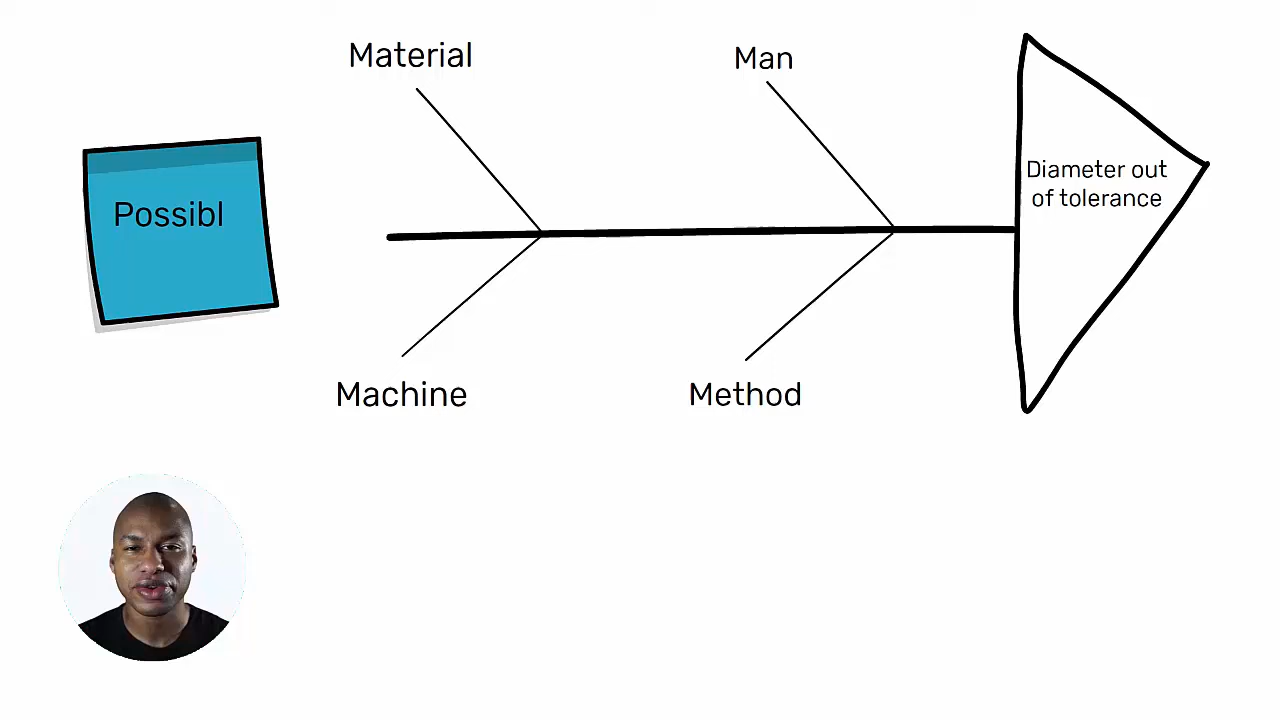 Material
Man
Diameter out
of tolerance
Possibl
Machine
Method